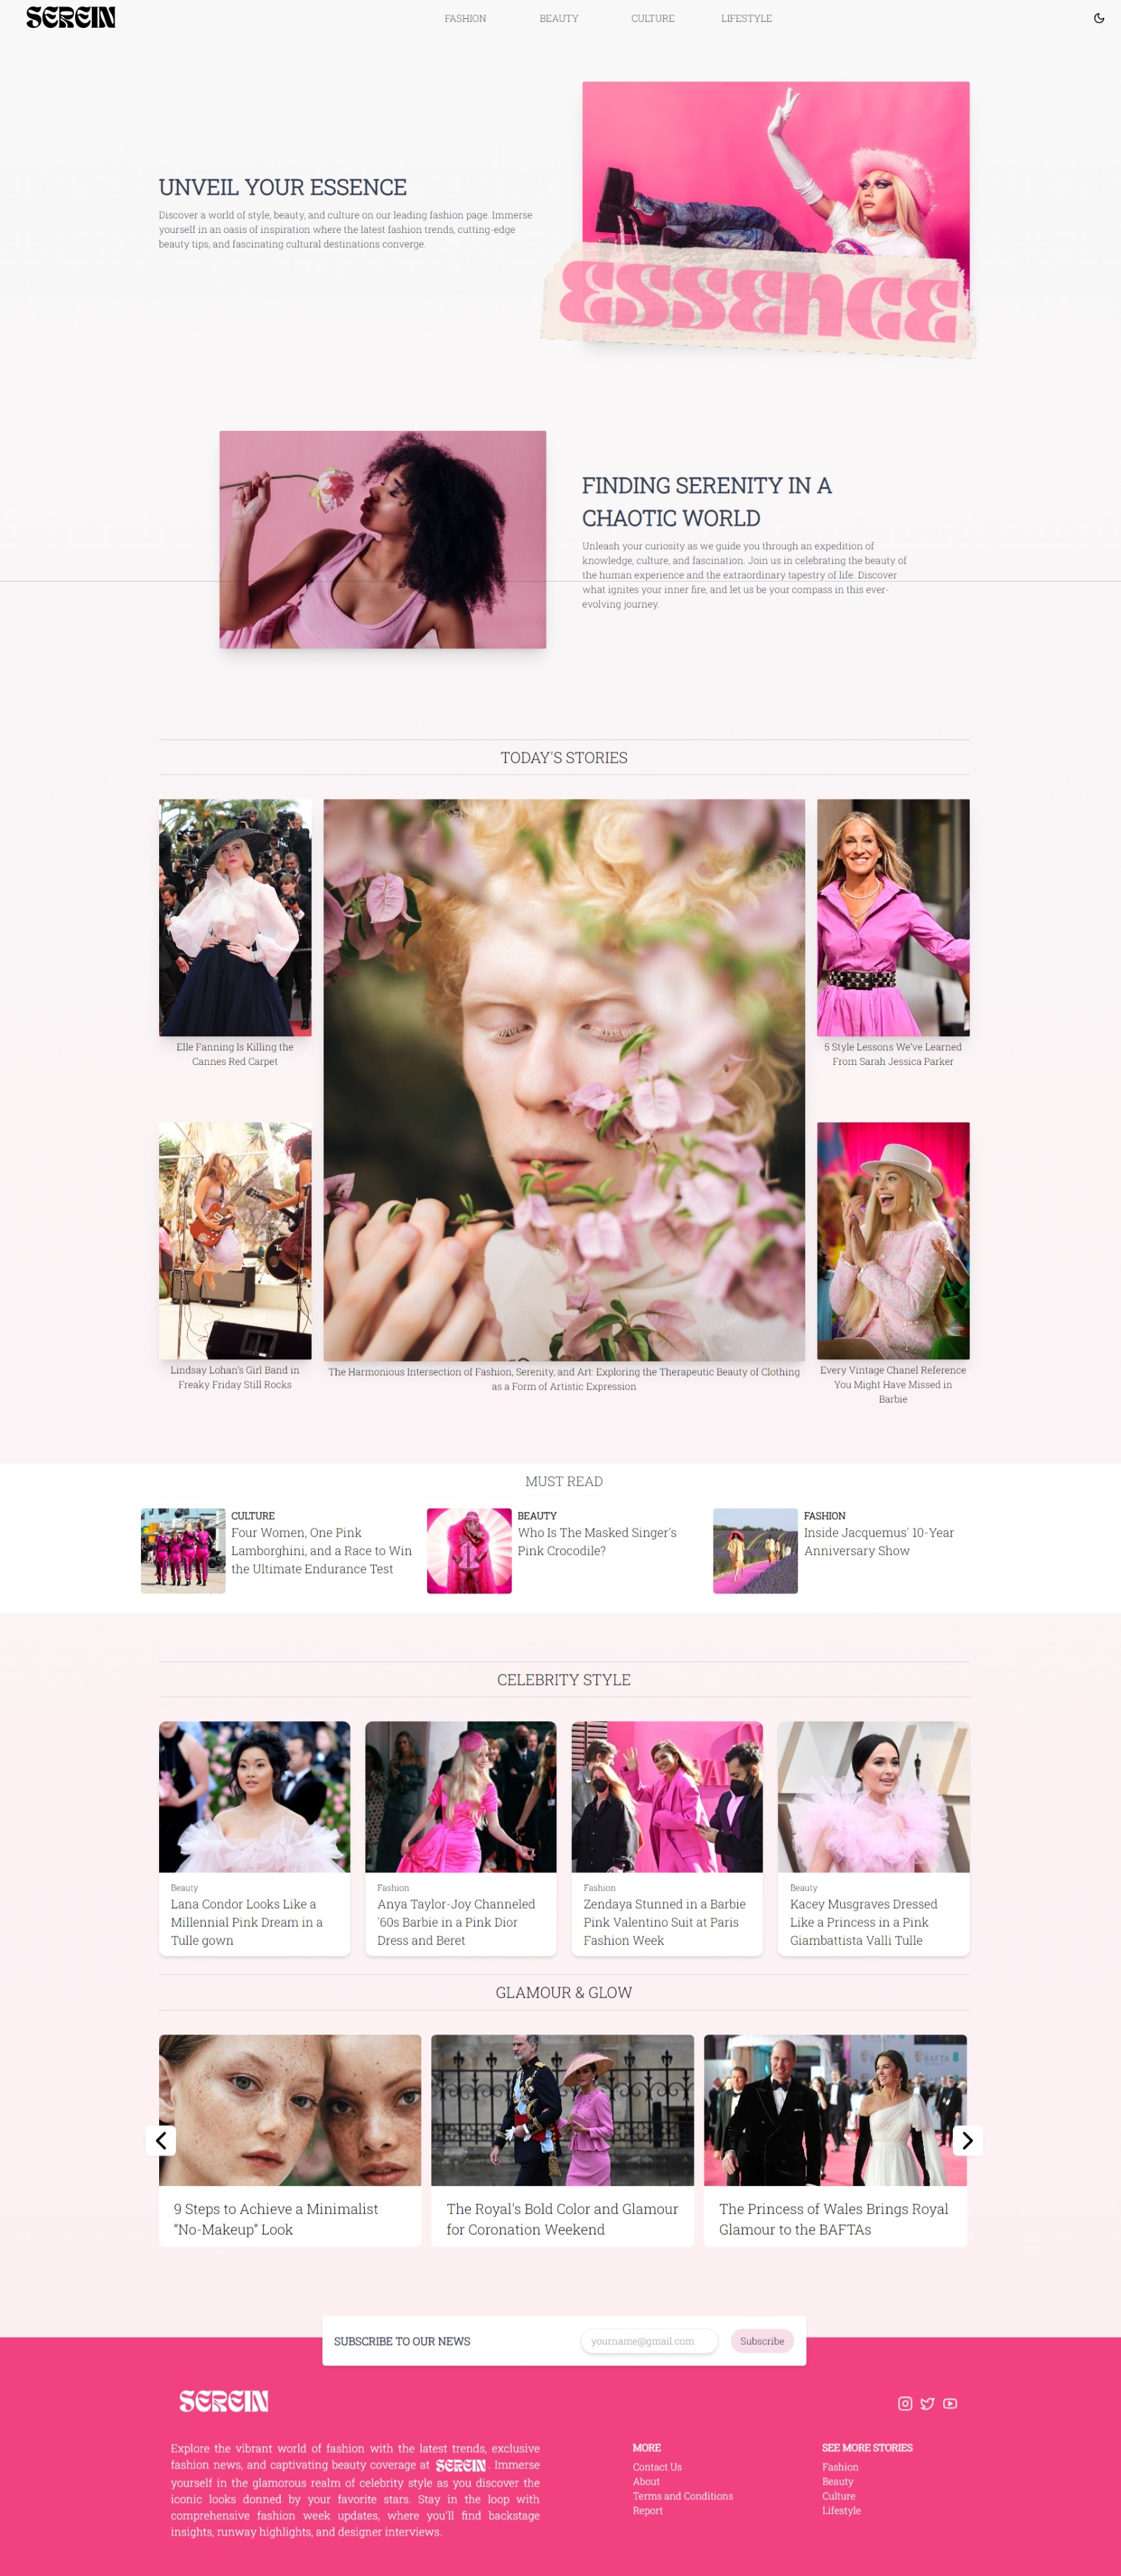 SEREIN
FASHION
BEAUTY
CULTURE
LIFESTYLE
UNVEIL YOUR ESSENCE
Discover a world of style, beauty, and culture on our leading fashion page. Immerse
yourself in an oasis of inspiration where the latest fashion trends, cutting-edge
beauty tips, and fascinating cultural destinations converge.
ESSENCE
FINDING SERENITY IN A
CHAOTIC WORLD
Unleash your curiosity as we guide you through an expedition of
knowledge, culture, and fascination. Join us in celebrating the beauty of
the human experience and the extraordinary tapestry of life. Discover
what ignites your inner fire, and let us be your compass in this ever-
evolving journey.
TODAY'S STORIES
Elle Fanning Is Killing the
Cannes Red Carpet
5 Style Lessons We've Learned
From Sarah Jessica Parker
Lindsay Lohan's Girl Band in
Freaky Friday Still Rocks
The Harmonious Intersection of Fashion, Serenity, and Art: Exploring the Therapeutic Beauty of Clothing
as a Form of Artistic Expression
Every Vintage Chanel Reference
You Might Have Missed in
Barbie
MUST READ
CULTURE
Four Women, One Pink
Lamborghini, and a Race to Win
the Ultimate Endurance Test
BEAUTY
Who Is The Masked Singer's
Pink Crocodile?
FASHION
Inside Jacquemus' 10-Year
Anniversary Show
CELEBRITY STYLE
Beauty
Lana Condor Looks Like a
Millennial Pink Dream in a
Tulle gown
Fashion
Anya Taylor-Joy Channeled
'60s Barbie in a Pink Dior
Dress and Beret
Fashion
Zendaya Stunned in a Barbie
Pink Valentino Suit at Paris
Fashion Week
Beauty
Kacey Musgraves Dressed
Like a Princess in a Pink
Giambattista Valli Tulle
GLAMOUR & GLOW
9 Steps to Achieve a Minimalist
“No-Makeup” Look
The Royal's Bold Color and Glamour
for Coronation Weekend
The Princess of Wales Brings Royal
Glamour to the BAFTAs
SUBSCRIBE TO OUR NEWS
yourname@gmail.com
Subscribe
SEREIN
Explore the vibrant world of fashion with the latest trends, exclusive
fashion news, and captivating beauty coverage at SEREIN. Immerse
yourself in the glamorous realm of celebrity style as you discover the
iconic looks donned by your favorite stars. Stay in the loop with
comprehensive fashion week updates, where you'll find backstage
insights, runway highlights, and designer interviews.
MORE
Contact Us
About
Terms and Conditions
Report
SEE MORE STORIES
Fashion
Beauty
Culture
Lifestyle